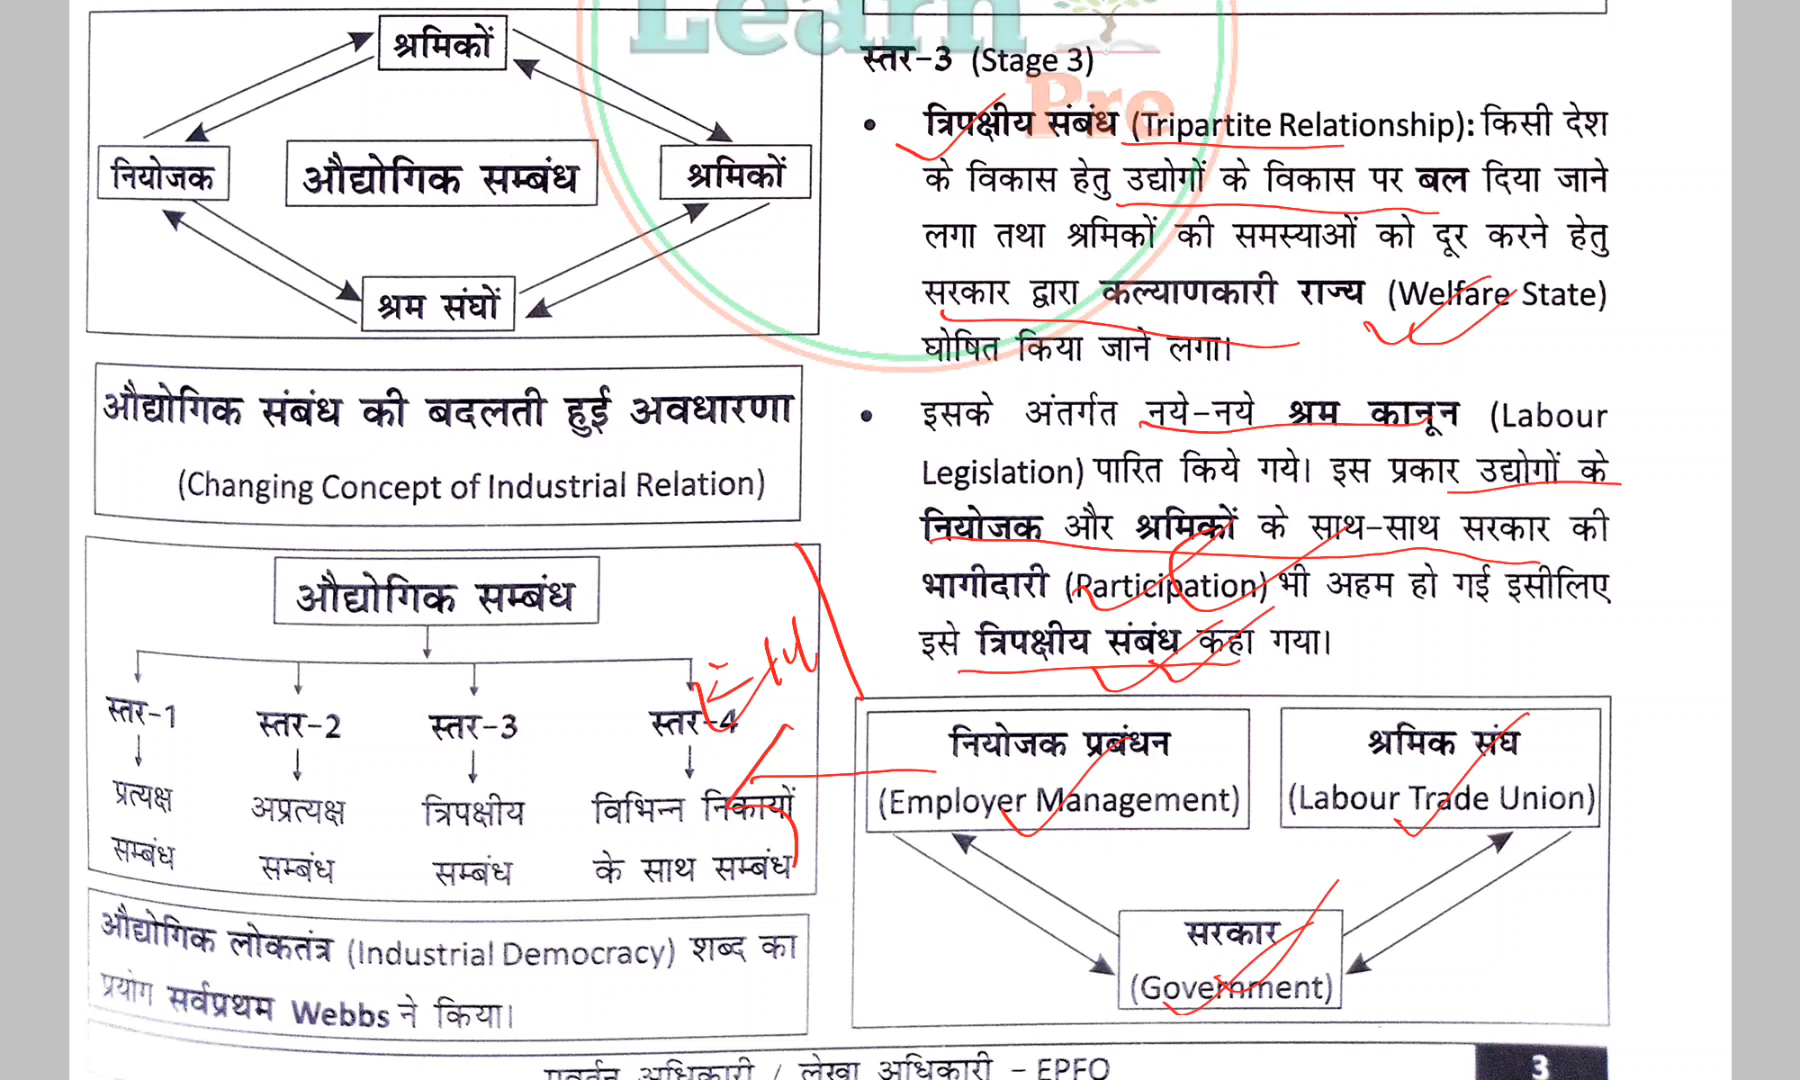 श्रमिकों
नियोजक
औद्योगिक सम्बंध
श्रमिकों
श्रम संघों
औद्योगिक संबंध की बदलती हुई अवधारणा
(Changing Concept of Industrial Relation)
औद्योगिक सम्बंध
स्तर-1 स्तर-2 स्तर-3 स्तर-4
प्रत्यक्ष अप्रत्यक्ष त्रिपक्षीय विभिन्न निकायों
सम्बंध सम्बंध सम्बंध के साथ सम्बंध
औद्योगिक लोकतंत्र (Industrial Democracy) शब्द का
प्रयोग सर्वप्रथम Webbs ने किया।
Learn
Pre
स्तर-3 (Stage 3)
• त्रिपक्षीय संबंध (Tripartite Relationship): किसी देश
के विकास हेतु उद्योगों के विकास पर बल दिया जाने
लगा तथा श्रमिकों की समस्याओं को दूर करने हेतु
सरकार द्वारा कल्याणकारी राज्य (Welfare State)
घोषित किया जाने लगा।
• इसके अंतर्गत नये-नये श्रम कानून (Labour
Legislation) पारित किये गये। इस प्रकार उद्योगों के
नियोजक और श्रमिकों के साथ-साथ सरकार की
भागीदारी (Participation) भी अहम हो गई इसीलिए
इसे त्रिपक्षीय संबंध कहा गया।
नियोजक प्रबंधन
(Employer Management)
श्रमिक संघ
(Labour Trade Union)
सरकार
(Government)
प्रवर्तन अधिकारी / लेखा अधिकारी - EPFO
3